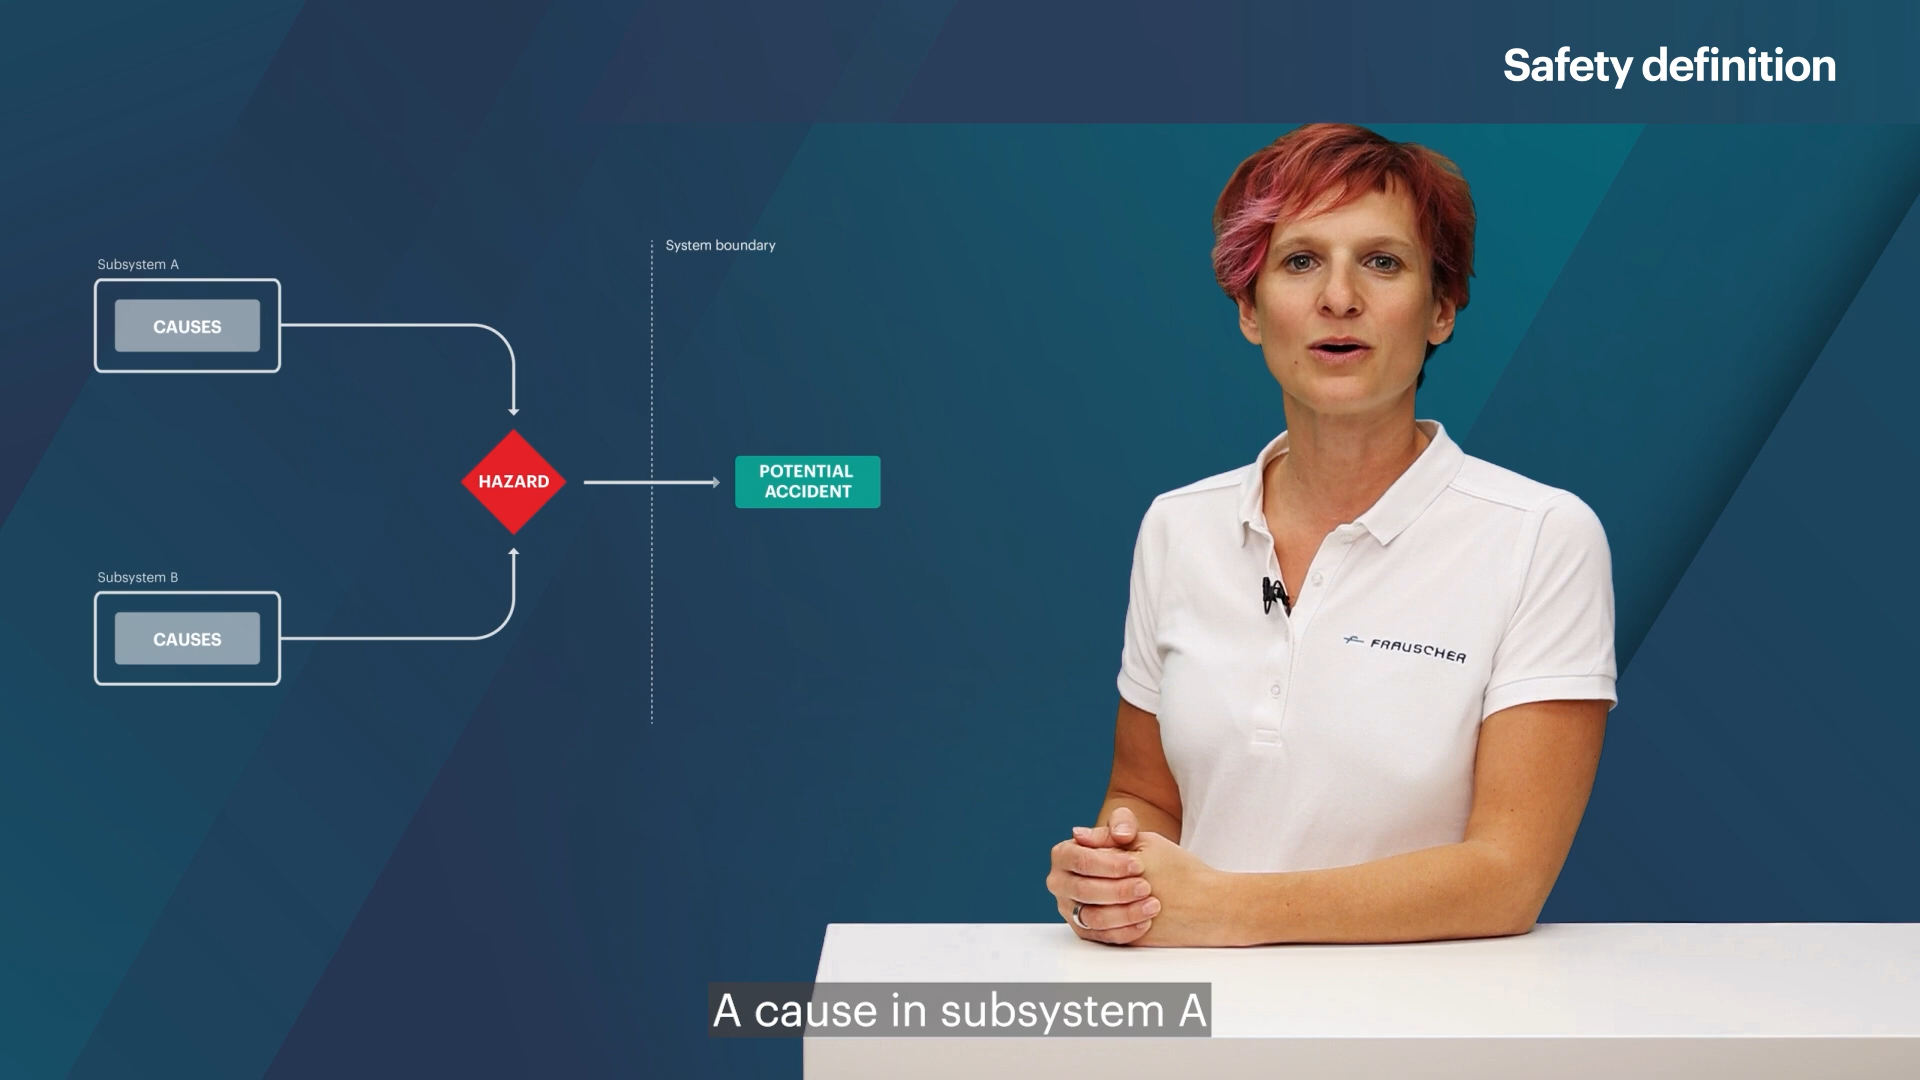 Safety definition
System boundary
Subsystem A
CAUSES
HAZARD
POTENTIAL
ACCIDENT
Subsystem B
CAUSES
FRAUSCHER
A cause in subsystem A